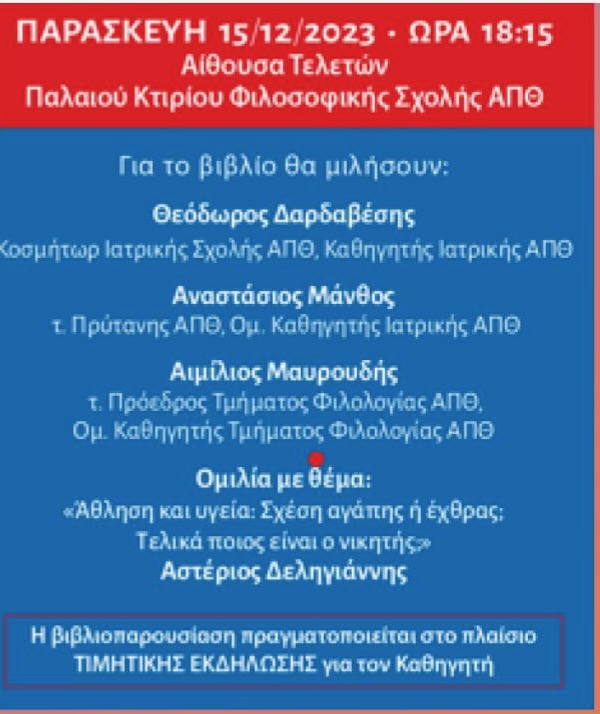 ΠΑΡΑΣΚΕΥΗ 15/12/2023 · ΩΡΑ 18:15
Αίθουσα Τελετών
Παλαιού Κτιρίου Φιλοσοφικής Σχολής ΑΠΘ
Για το βιβλίο θα μιλήσουν:
Θεόδωρος Δαρδαβέσης
Κοσμήτωρ Ιατρικής Σχολής ΑΠΘ, Καθηγητής Ιατρικής ΑΠΘ
Αναστάσιος Μάνθος
τ. Πρύτανης ΑΠΘ, Ομ. Καθηγητής Ιατρικής ΑΠΘ
Αιμίλιος Μαυρουδής
τ. Πρόεδρος Τμήματος Φιλολογίας ΑΠΘ,
Ομ. Καθηγητής Τμήματος Φιλολογίας ΑΠΘ
Ομιλία με θέμα:
«Άθληση και υγεία: Σχέση αγάπης ή έχθρας;
Τελικά ποιος είναι ο νικητής;»
Αστέριος Δεληγιάννης
Η βιβλιοπαρουσίαση πραγματοποιείται στο πλαίσιο
ΤΙΜΗΤΙΚΗΣ ΕΚΔΗΛΩΣΗΣ για τον Καθηγητή